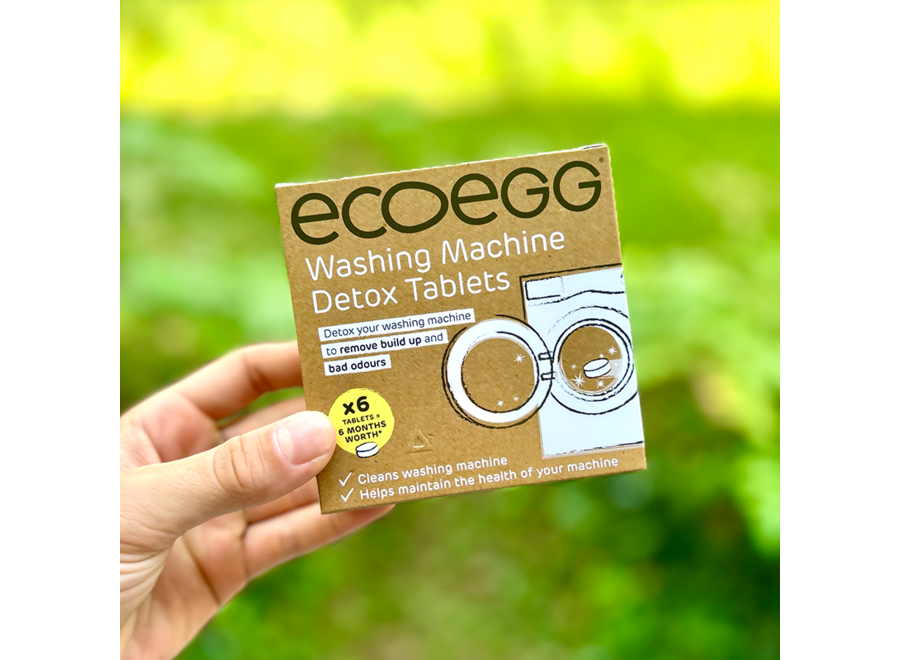 ecoegg®
Washing Machine
Detox Tablets
Detox your washing machine
to remove build up and
bad odours
x6
TABLETS =
6 MONTHS
WORTH*
✓ Cleans washing machine
✓ Helps maintain the health of your machine